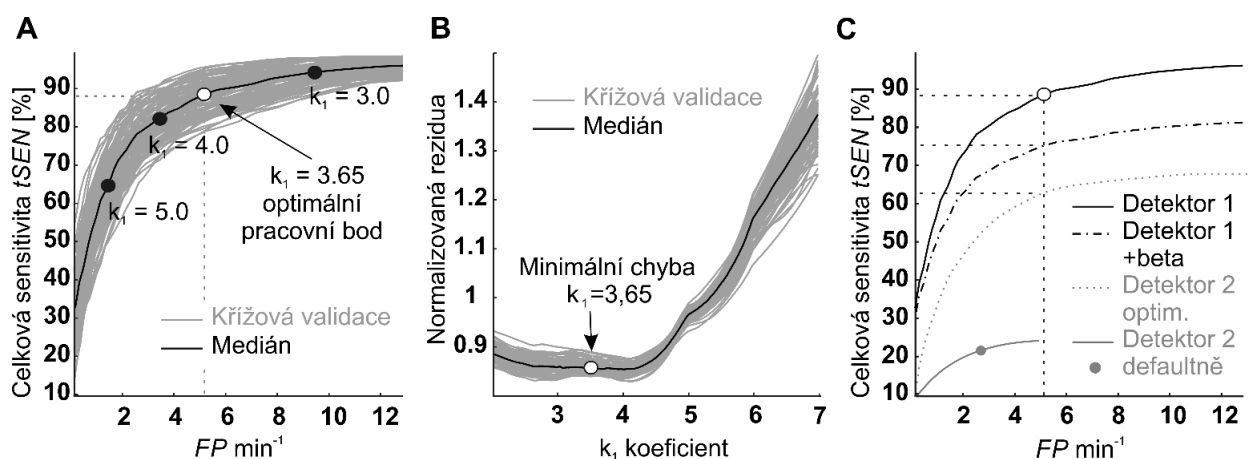 A
Celková sensitivita tSEN [%]
90
80
70
60
50
40
30
20
10
2
4
6
8
10
12
FP min⁻¹
k₁ = 3.0
k₁ = 4.0
k₁ = 5.0
k₁ = 3.65
optimální
pracovní bod
Křížová validace
Medián
B
Normalizovaná rezidua
1.4
1.3
1.2
1.1
1
0.9
3
4
5
6
7
k₁ koeficient
Křížová validace
Medián
Minimální chyba
k₁=3,65
C
Celková sensitivita tSEN [%]
90
80
70
60
50
40
30
20
10
2
4
6
8
10
12
FP min⁻¹
Detektor 1
Detektor 1
+beta
Detektor 2
optim.
Detektor 2
defaultně